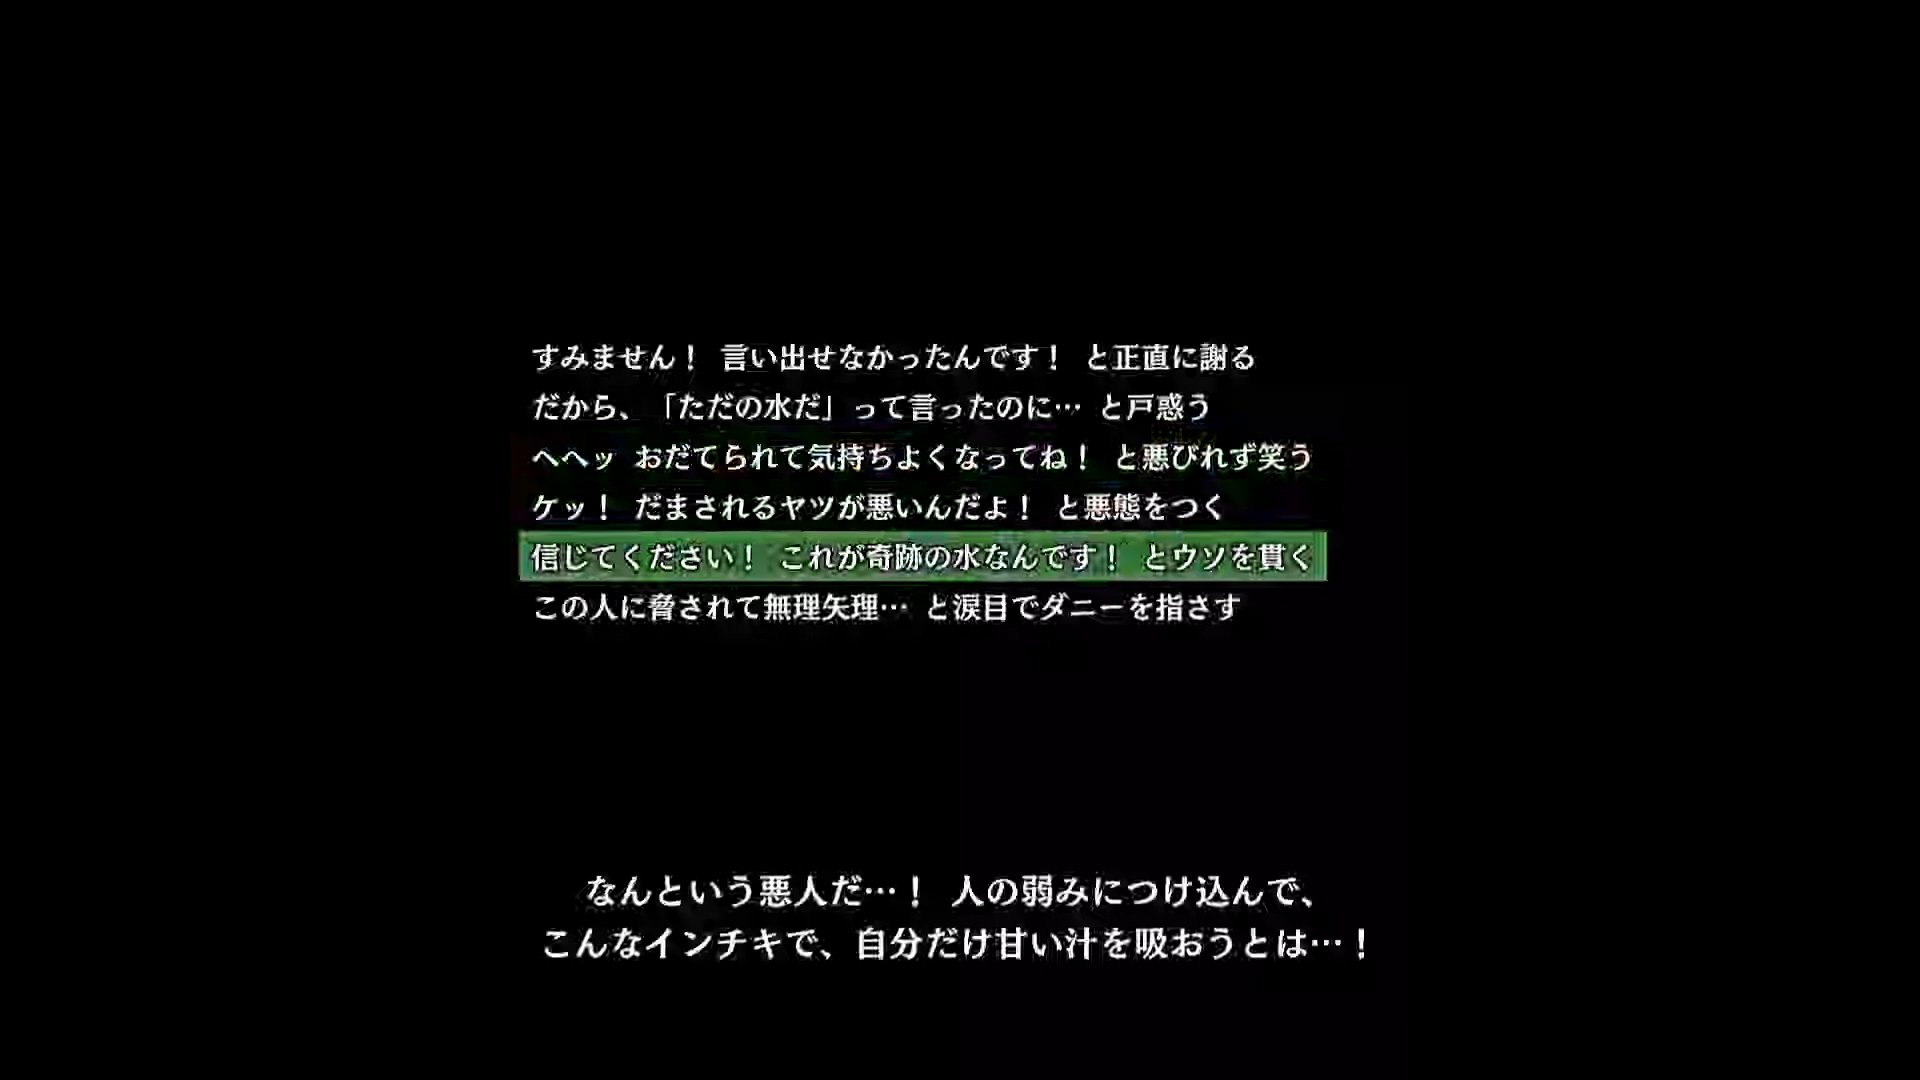 すみません！ 言い出せなかったんです！ と正直に謝る
だから、「ただの水だ」って言ったのに… と戸惑う
ヘヘッ おだてられて気持ちよくなってね！ と悪びれず笑う
ケッ！ だまされるヤツが悪いんだよ！ と悪態をつく
信じてください！ これが奇跡の水なんです！ とウソを貫く
この人に脅されて無理矢理… と涙目でダニーを指さす
なんという悪人だ…！ 人の弱みにつけ込んで、
こんなインチキで、自分だけ甘い汁を吸おうとは…！